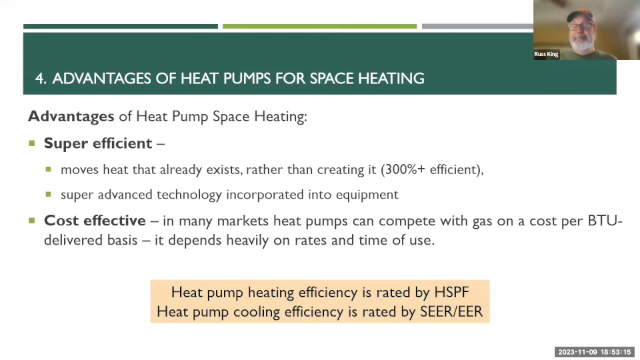 4. ADVANTAGES OF HEAT PUMPS FOR SPACE HEATING
Russ King
Advantages of Heat Pump Space Heating:
Super efficient –
moves heat that already exists, rather than creating it (300%+ efficient),
super advanced technology incorporated into equipment
Cost effective – in many markets heat pumps can compete with gas on a cost per BTU-
delivered basis – it depends heavily on rates and time of use.
Heat pump heating efficiency is rated by HSPF
Heat pump cooling efficiency is rated by SEER/EER
2023-11-09 18:53:15